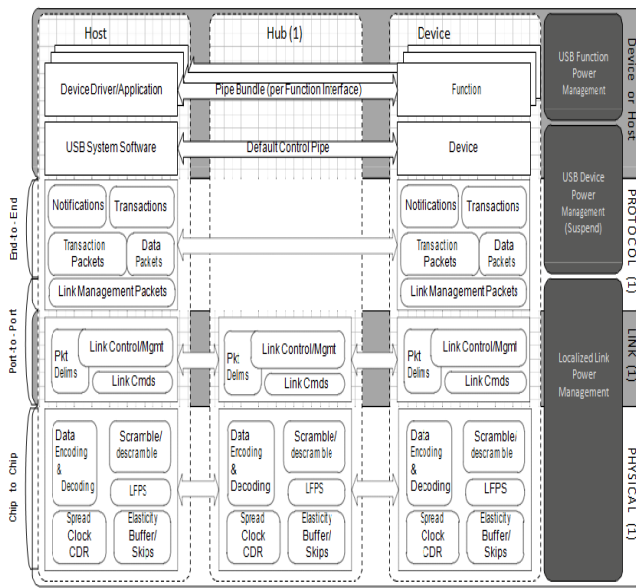 Host
Hub (1)
Device
Device Driver/Application
Pipe Bundle (per Function Interface)
Function
USB System Software
Default Control Pipe
Device
Notifications
Transactions
Transaction
Packets
Data
Packets
Link Management Packets
Notifications
Transactions
Transaction
Packets
Data
Packets
Link Management Packets
Pkt
Delims
Link Control/Mgmt
Link Cmds
Pkt
Delims
Link Control/Mgmt
Link Cmds
Pkt
Delims
Link Control/Mgmt
Link Cmds
Data
Encoding
&
Decoding
Scramble/
descramble
LFPS
Spread
Clock
CDR
Elasticity
Buffer/
Skips
Data
Encoding
&
Decoding
Scramble/
descramble
LFPS
Spread
Clock
CDR
Elasticity
Buffer/
Skips
Data
Encoding
&
Decoding
Scramble/
descramble
LFPS
Spread
Clock
CDR
Elasticity
Buffer/
Skips
End-to-End
Port-to-Port
Chip to Chip
USB Function
Power
Management
USB Device
Power
Management
(Suspend)
Localized Link
Power
Management
Device or Host
PROTOCOL (1)
LINK (1)
PHYSICAL (1)